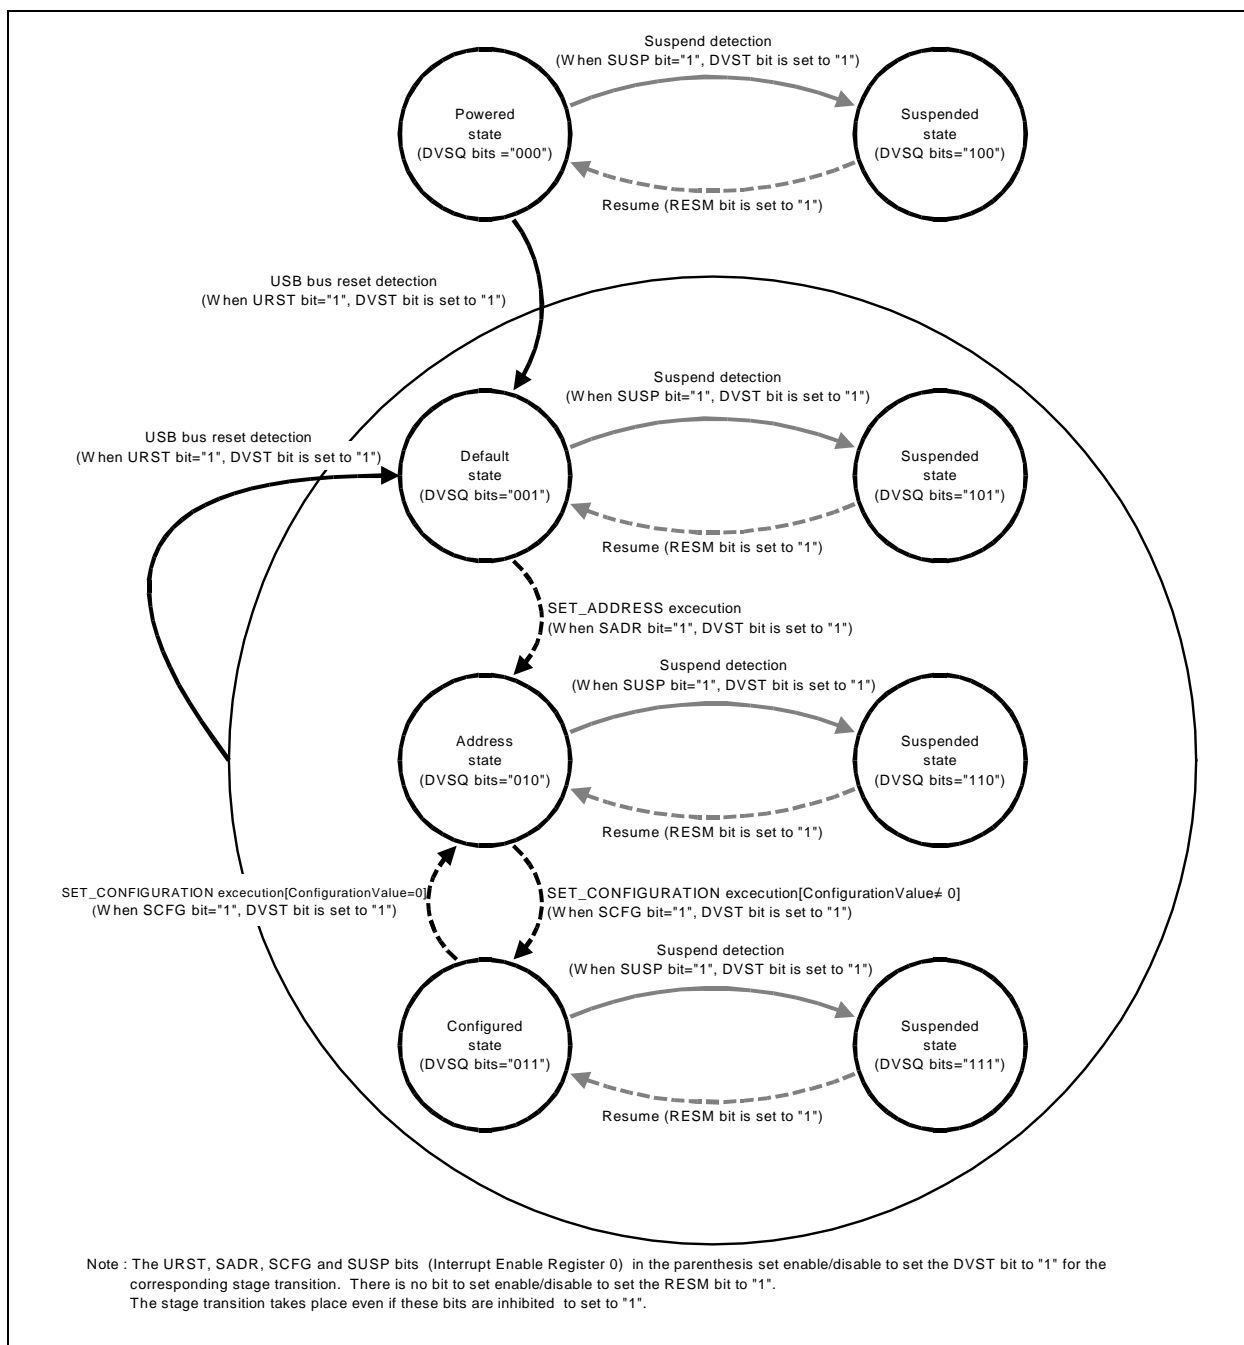 Suspend detection
(When SUSP bit="1", DVST bit is set to "1")
Powered
state
(DVSQ bits ="000")
Suspended
state
(DVSQ bits="100")
Resume (RESM bit is set to "1")
USB bus reset detection
(When URST bit="1", DVST bit is set to "1")
Suspend detection
(When SUSP bit="1", DVST bit is set to "1")
USB bus reset detection
(When URST bit="1", DVST bit is set to "1")
Default
state
(DVSQ bits="001")
Suspended
state
(DVSQ bits="101")
Resume (RESM bit is set to "1")
SET_ADDRESS excecution
(When SADR bit="1", DVST bit is set to "1")
Suspend detection
(When SUSP bit="1", DVST bit is set to "1")
Address
state
(DVSQ bits="010")
Suspended
state
(DVSQ bits="110")
Resume (RESM bit is set to "1")
SET_CONFIGURATION excecution[ConfigurationValue=0]
(When SCFG bit="1", DVST bit is set to "1")
SET_CONFIGURATION excecution[ConfigurationValue≠ 0]
(When SCFG bit="1", DVST bit is set to "1")
Suspend detection
(When SUSP bit="1", DVST bit is set to "1")
Configured
state
(DVSQ bits="011")
Suspended
state
(DVSQ bits="111")
Resume (RESM bit is set to "1")
Note : The URST, SADR, SCFG and SUSP bits (Interrupt Enable Register 0) in the parenthesis set enable/disable to set the DVST bit to "1" for the
corresponding stage transition. There is no bit to set enable/disable to set the RESM bit to "1".
The stage transition takes place even if these bits are inhibited to set to "1".